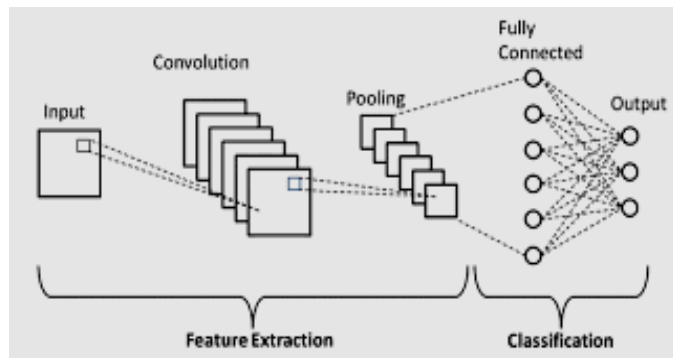 Fully
Connected
Convolution
Pooling
Input
Output
Feature Extraction
Classification